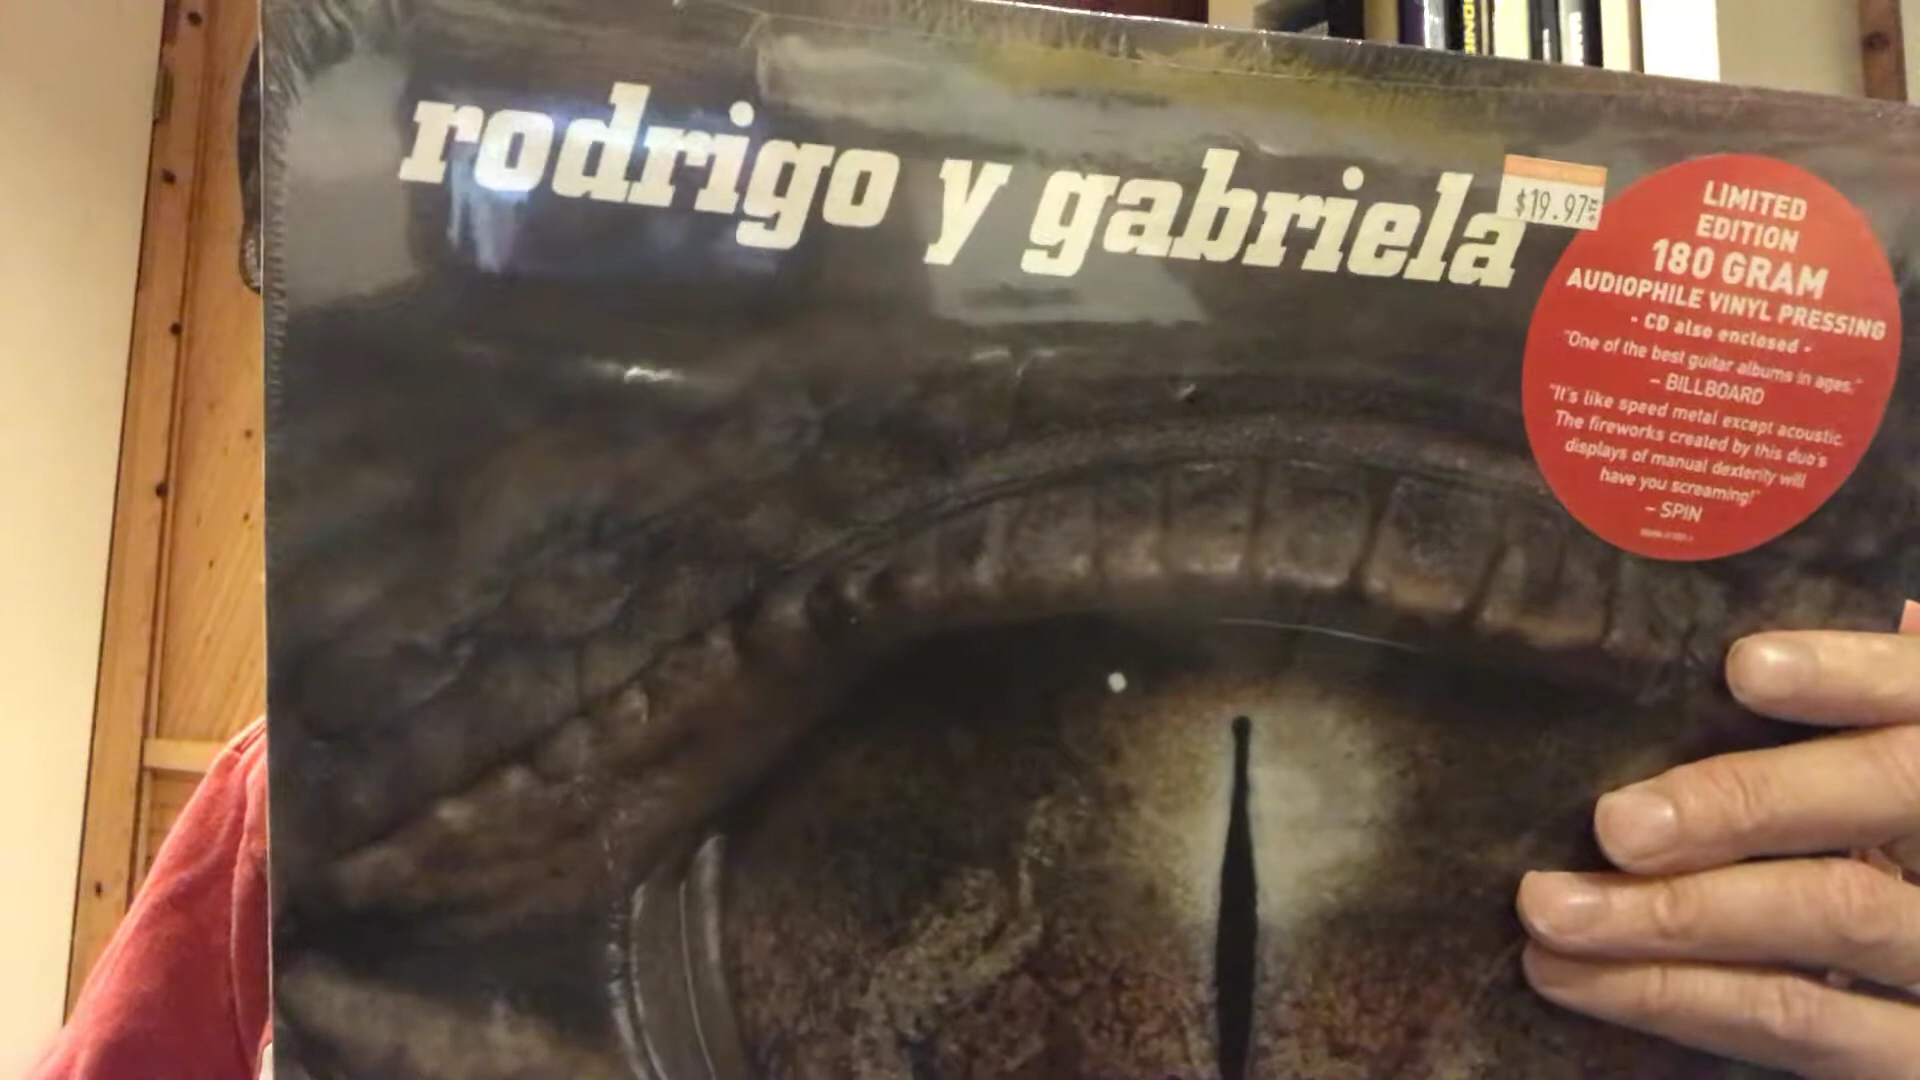 rodrigo y gabriela
$19.97
LIMITED
EDITION
180 GRAM
AUDIOPHILE VINYL PRESSING
- CD also enclosed -
"One of the best guitar albums in ages."
– BILLBOARD
"It's like speed metal except acoustic.
The fireworks created by this duo's
displays of manual dexterity will
have you screaming!"
– SPIN